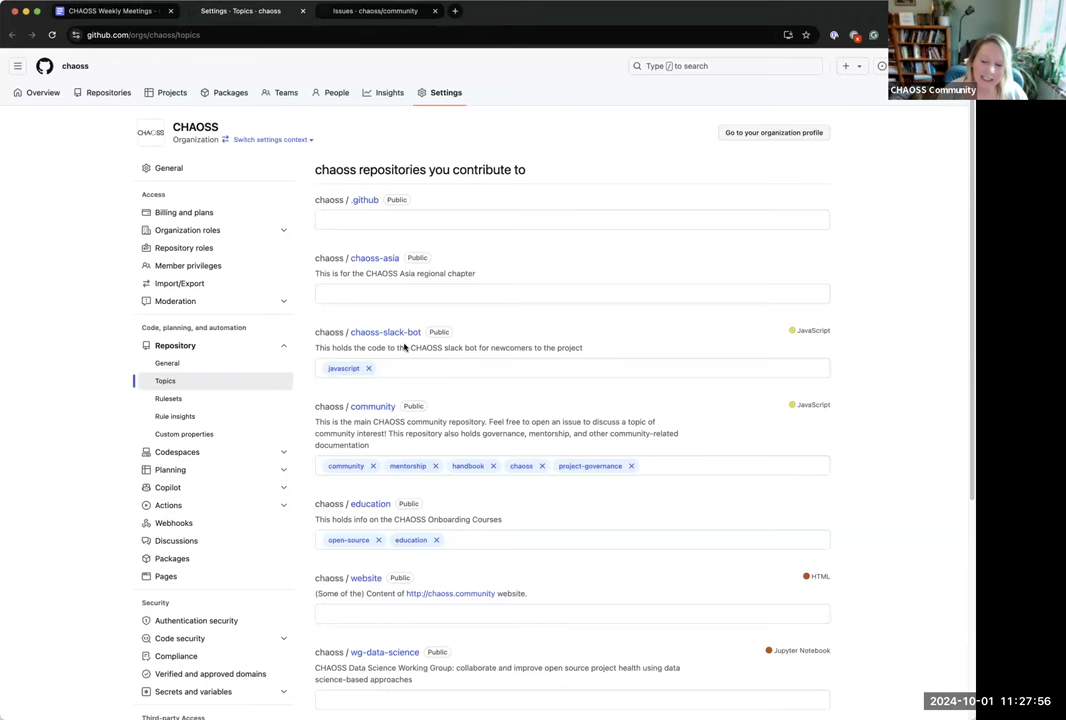 CHAOSS Weekly Meetings -
Settings · Topics · chaoss
Issues · chaoss/community
github.com/orgs/chaoss/topics
chaoss
Type / to search
Overview
Repositories
Projects
Packages
Teams
People
Insights
Settings
CHAOSS Community
CHAOSS
CHAOSS
Organization
Switch settings context
Go to your organization profile
General
Access
Billing and plans
Organization roles
Repository roles
Member privileges
Import/Export
Moderation
Code, planning, and automation
Repository
General
Topics
Rulesets
Rule insights
Custom properties
Codespaces
Planning
Copilot
Actions
Webhooks
Discussions
Packages
Pages
Security
Authentication security
Code security
Compliance
Verified and approved domains
Secrets and variables
Third-party Access
chaoss repositories you contribute to
chaoss / .github Public
chaoss / chaoss-asia Public
This is for the CHAOSS Asia regional chapter
chaoss / chaoss-slack-bot Public
JavaScript
This holds the code to the CHAOSS slack bot for newcomers to the project
javascript
chaoss / community Public
JavaScript
This is the main CHAOSS community repository. Feel free to open an issue to discuss a topic of
community interest! This repository also holds governance, mentorship, and other community-related
documentation
community mentorship handbook chaoss project-governance
chaoss / education Public
This holds info on the CHAOSS Onboarding Courses
open-source education
chaoss / website Public
HTML
(Some of the) Content of http://chaoss.community website.
chaoss / wg-data-science Public
Jupyter Notebook
CHAOSS Data Science Working Group: collaborate and improve open source project health using data
science-based approaches
2024-10-01 11:27:56